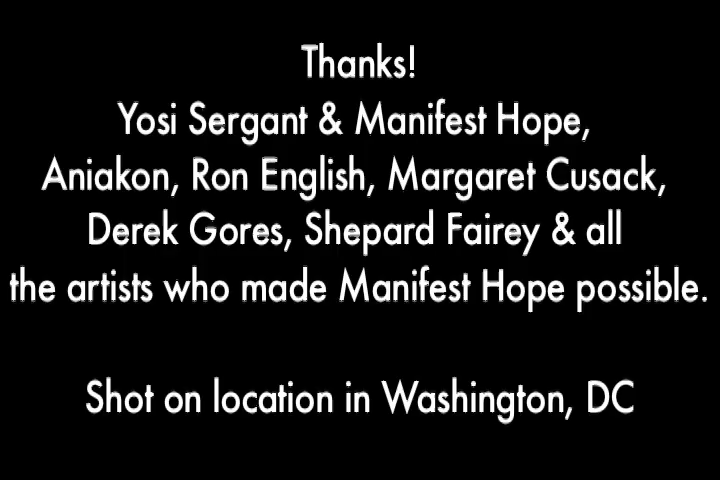 Thanks!
Yosi Sergant & Manifest Hope,
Aniakon, Ron English, Margaret Cusack,
Derek Gores, Shepard Fairey & all
the artists who made Manifest Hope possible.
Shot on location in Washington, DC